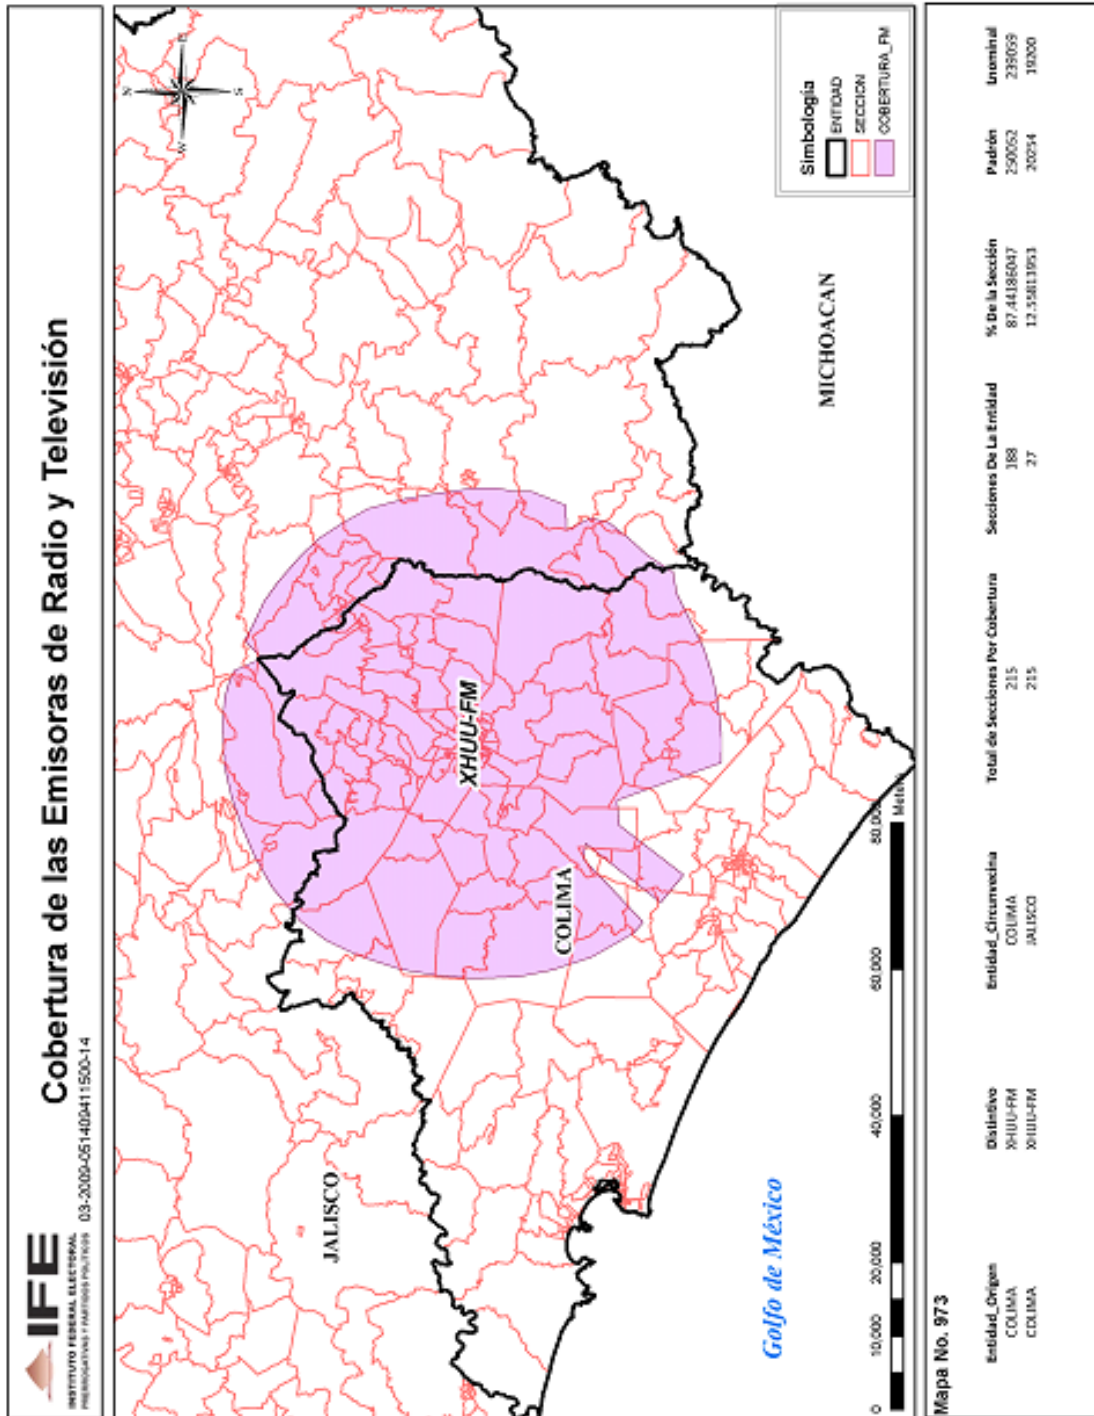 Cobertura de las Emisoras de Radio y Televisión
IFE
INSTITUTO FEDERAL ELECTORAL
PRERROGATIVAS Y PARTIDOS POLITICOS
03-2009-051409411500-14
N
W
E
S
JALISCO
XHUU-FM
COLIMA
MICHOACAN
Golfo de México
Simbología
ENTIDAD
SECCION
COBERTURA_FM
0 10,000 20,000 40,000 60,000 80,000
Mapa No. 973
Entidad_Origen Distintivo Entidad_Circunvecina Total de Secciones Por Cobertura Secciones De La Entidad % De la Sección Padrón Lnominal
COLIMA XHUU-FM COLIMA 215 188 87.44186047 250052 239059
COLIMA XHUU-FM JALISCO 215 27 12.55813953 20254 19200